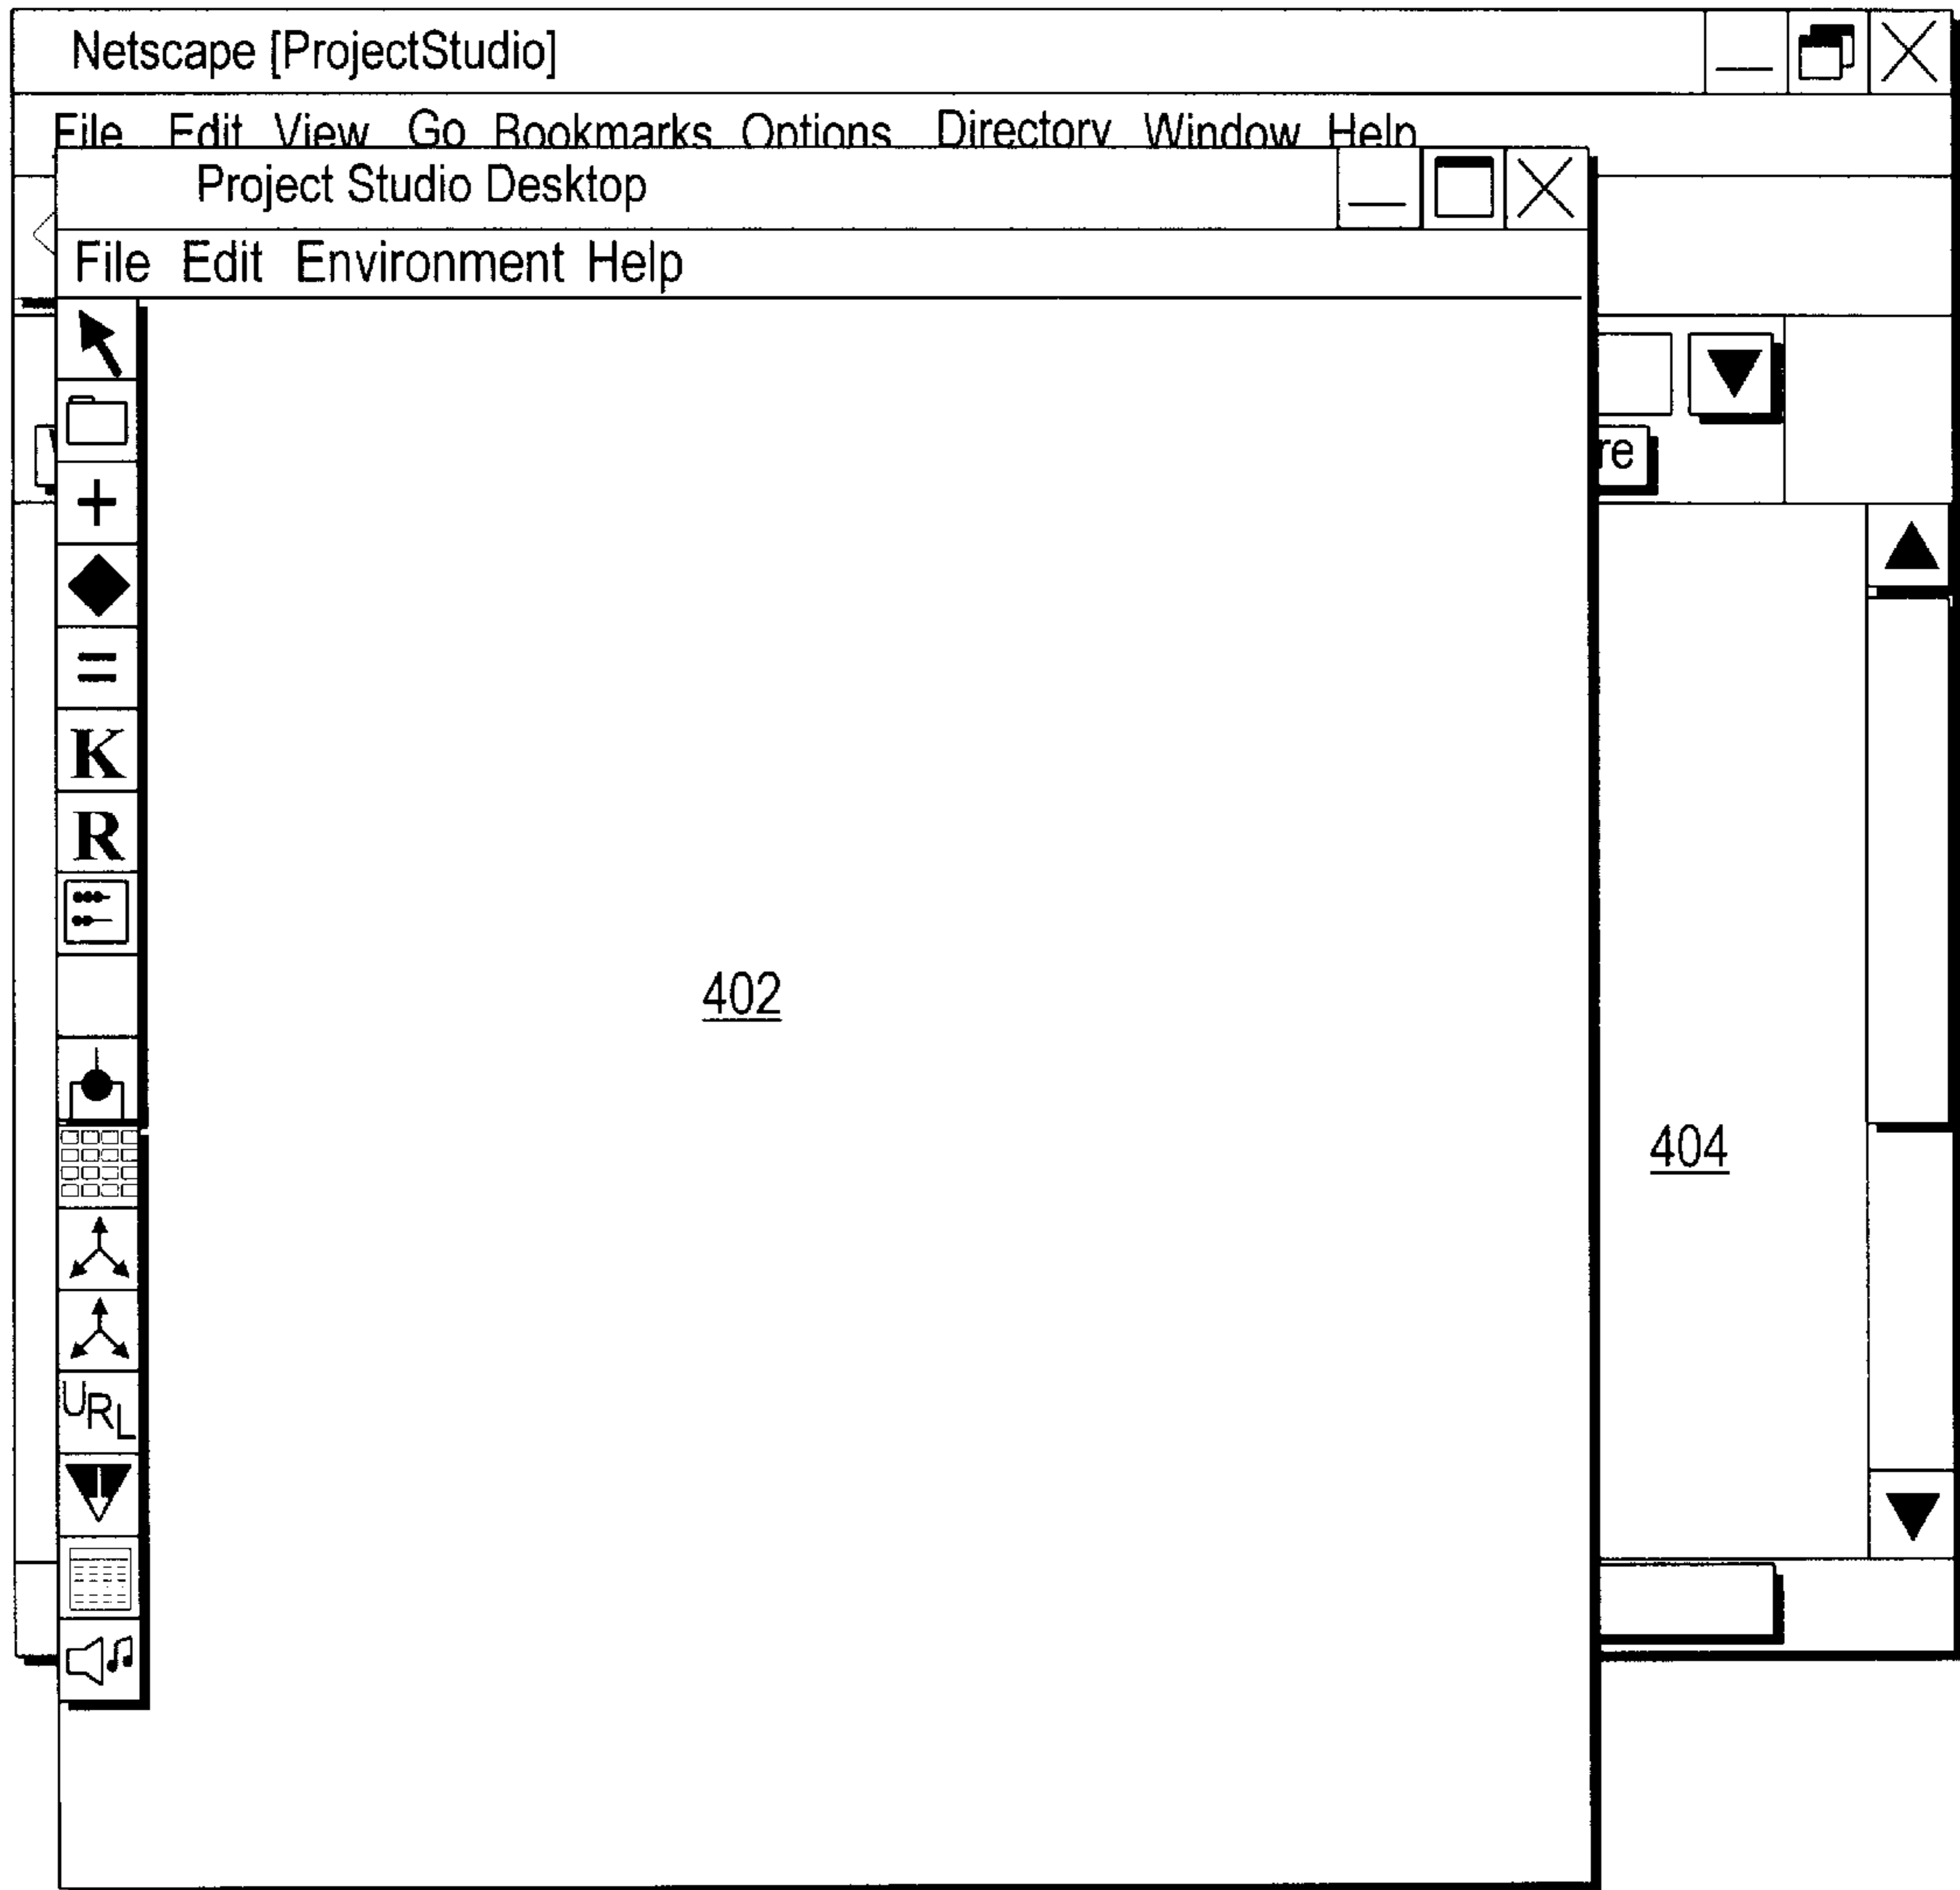 Netscape [ProjectStudio]
File Edit View Go Bookmarks Options Directory Window Help
Project Studio Desktop
File Edit Environment Help
re
+
=
K
R
402
404
URL